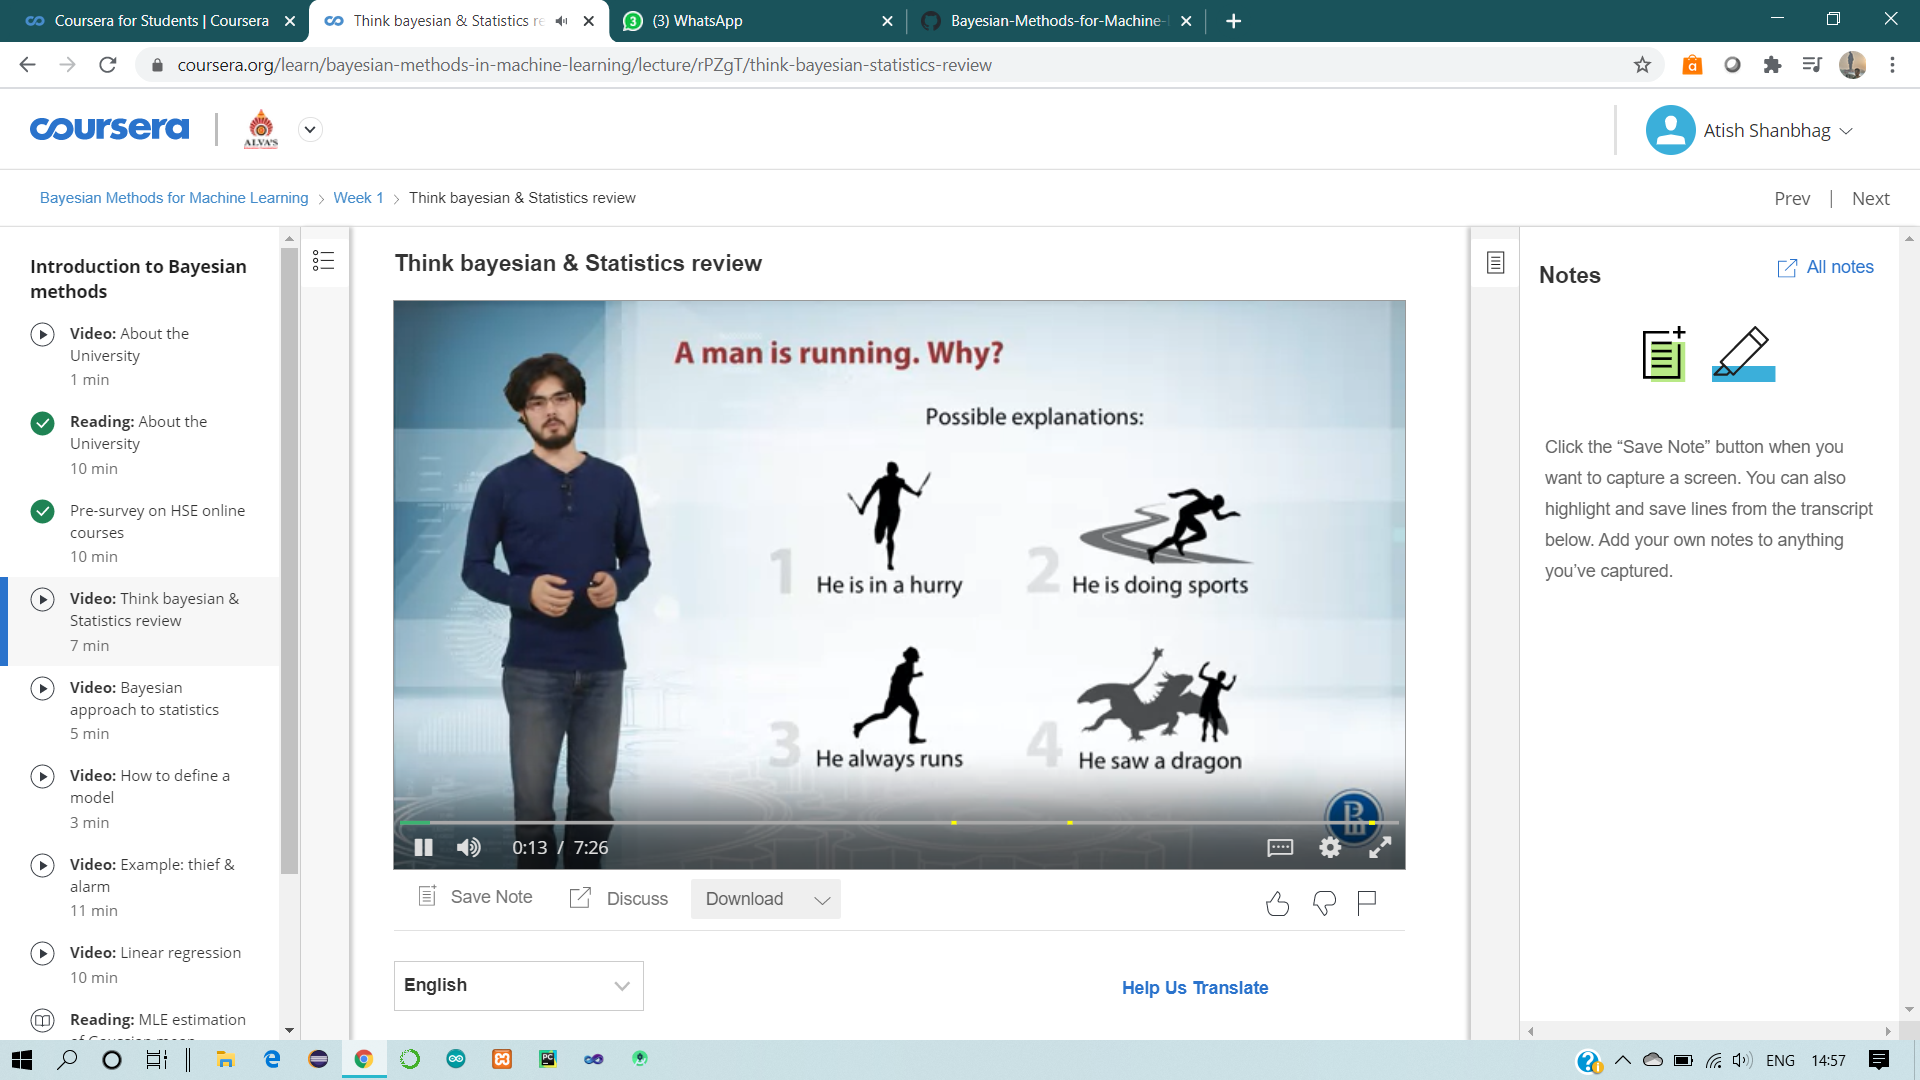 Coursera for Students | Coursera
Think bayesian & Statistics re
(3) WhatsApp
Bayesian-Methods-for-Machine-
coursera.org/learn/bayesian-methods-in-machine-learning/lecture/rPZgT/think-bayesian-statistics-review
coursera
ALVA'S
Atish Shanbhag
Bayesian Methods for Machine Learning > Week 1 > Think bayesian & Statistics review
Prev | Next
Introduction to Bayesian
methods
Video: About the
University
1 min
Reading: About the
University
10 min
Pre-survey on HSE online
courses
10 min
Video: Think bayesian &
Statistics review
7 min
Video: Bayesian
approach to statistics
5 min
Video: How to define a
model
3 min
Video: Example: thief &
alarm
11 min
Video: Linear regression
10 min
Reading: MLE estimation
of Gaussian mean
Think bayesian & Statistics review
A man is running. Why?
Possible explanations:
1 He is in a hurry
2 He is doing sports
3 He always runs
4 He saw a dragon
0:13 / 7:26
Save Note
Discuss
Download
English
Help Us Translate
Notes
All notes
Click the “Save Note” button when you
want to capture a screen. You can also
highlight and save lines from the transcript
below. Add your own notes to anything
you’ve captured.
ENG
14:57